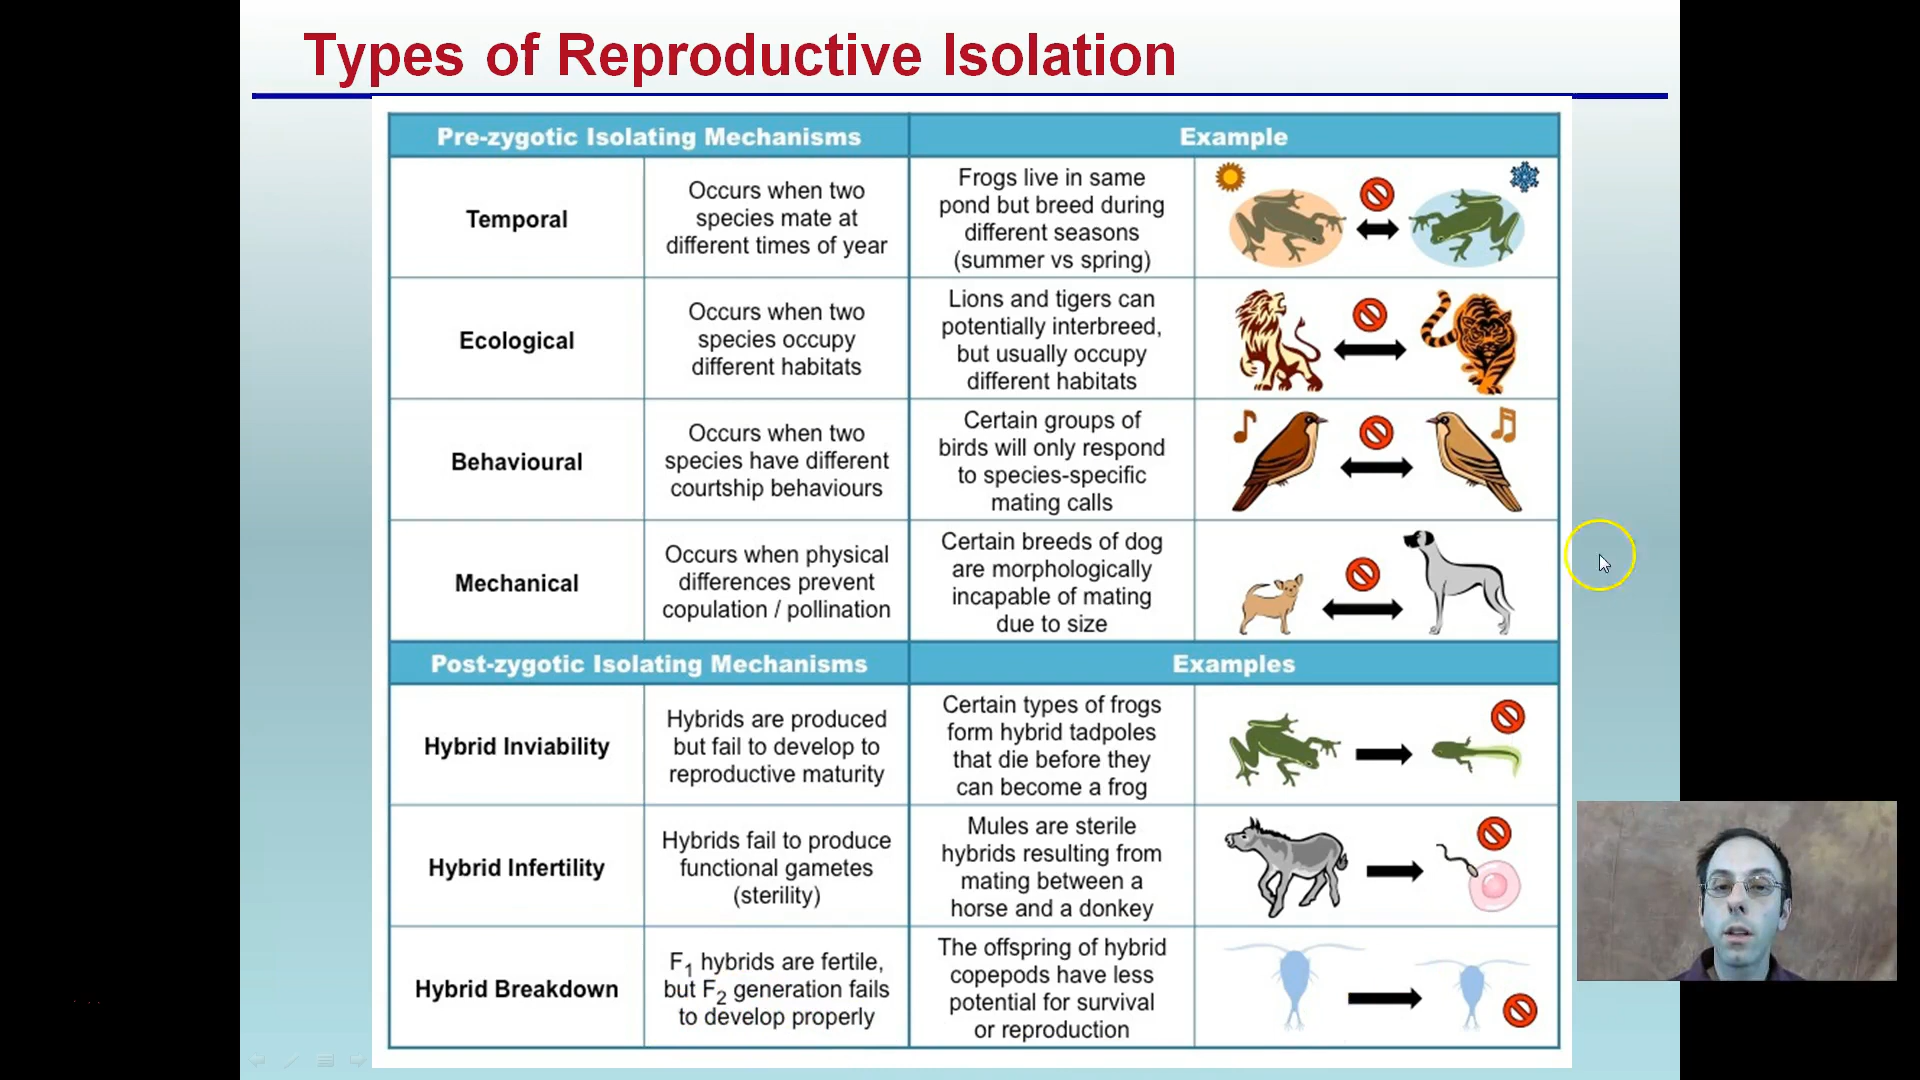 Types of Reproductive Isolation
Pre-zygotic Isolating Mechanisms
Example
Temporal
Occurs when two
species mate at
different times of year
Frogs live in same
pond but breed during
different seasons
(summer vs spring)
Ecological
Occurs when two
species occupy
different habitats
Lions and tigers can
potentially interbreed,
but usually occupy
different habitats
Behavioural
Occurs when two
species have different
courtship behaviours
Certain groups of
birds will only respond
to species-specific
mating calls
Mechanical
Occurs when physical
differences prevent
copulation / pollination
Certain breeds of dog
are morphologically
incapable of mating
due to size
Post-zygotic Isolating Mechanisms
Examples
Hybrid Inviability
Hybrids are produced
but fail to develop to
reproductive maturity
Certain types of frogs
form hybrid tadpoles
that die before they
can become a frog
Hybrid Infertility
Hybrids fail to produce
functional gametes
(sterility)
Mules are sterile
hybrids resulting from
mating between a
horse and a donkey
Hybrid Breakdown
F1 hybrids are fertile,
but F2 generation fails
to develop properly
The offspring of hybrid
copepods have less
potential for survival
or reproduction